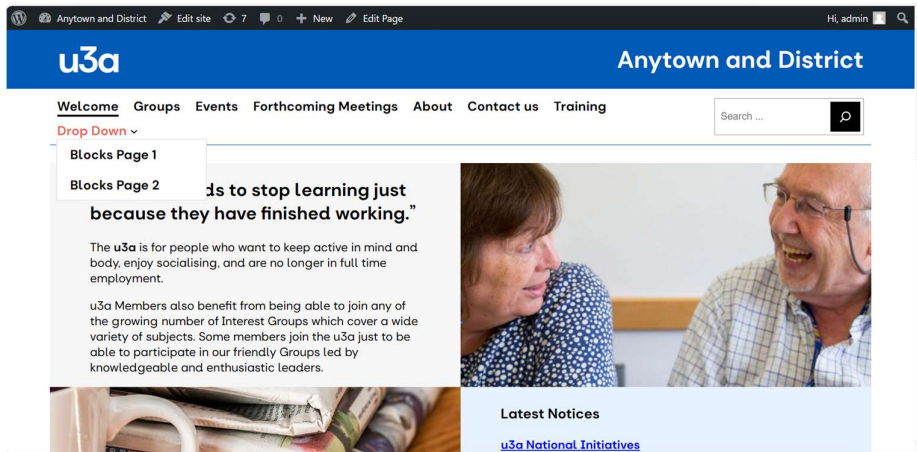 Anytown and District Edit site 7 0 + New Edit Page Hi, admin
u3a Anytown and District
Welcome Groups Events Forthcoming Meetings About Contact us Training
Search ...
Drop Down
Blocks Page 1
Blocks Page 2
ds to stop learning just
because they have finished working.”
The u3a is for people who want to keep active in mind and
body, enjoy socialising, and are no longer in full time
employment.
u3a Members also benefit from being able to join any of
the growing number of Interest Groups which cover a wide
variety of subjects. Some members join the u3a just to be
able to participate in our friendly Groups led by
knowledgeable and enthusiastic leaders.
Latest Notices
u3a National Initiatives